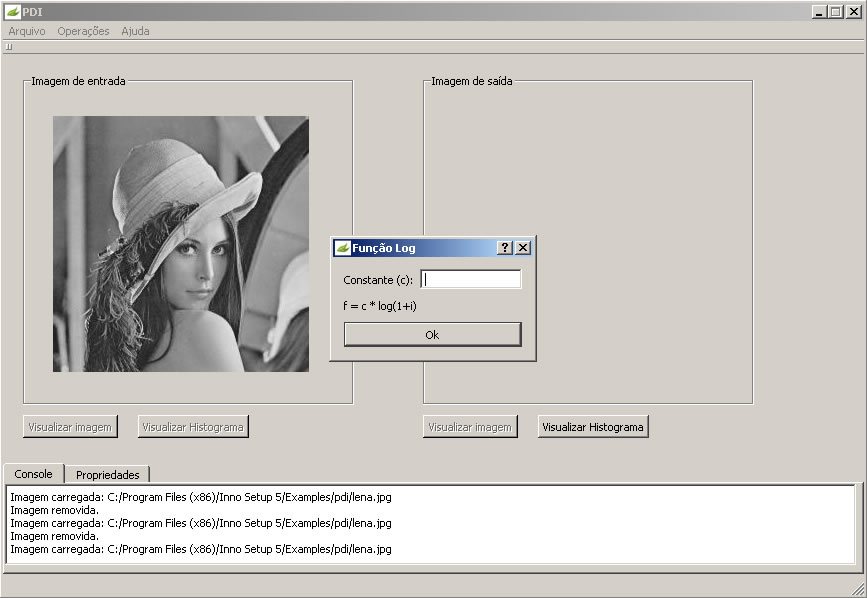 PDI
Arquivo Operações Ajuda
Imagem de entrada
Imagem de saída
Função Log
Constante (c):
f = c * log(1+i)
Ok
Visualizar imagem Visualizar Histograma Visualizar imagem Visualizar Histograma
Console Propriedades
Imagem carregada: C:/Program Files (x86)/Inno Setup 5/Examples/pdi/lena.jpg
Imagem removida.
Imagem carregada: C:/Program Files (x86)/Inno Setup 5/Examples/pdi/lena.jpg
Imagem removida.
Imagem carregada: C:/Program Files (x86)/Inno Setup 5/Examples/pdi/lena.jpg